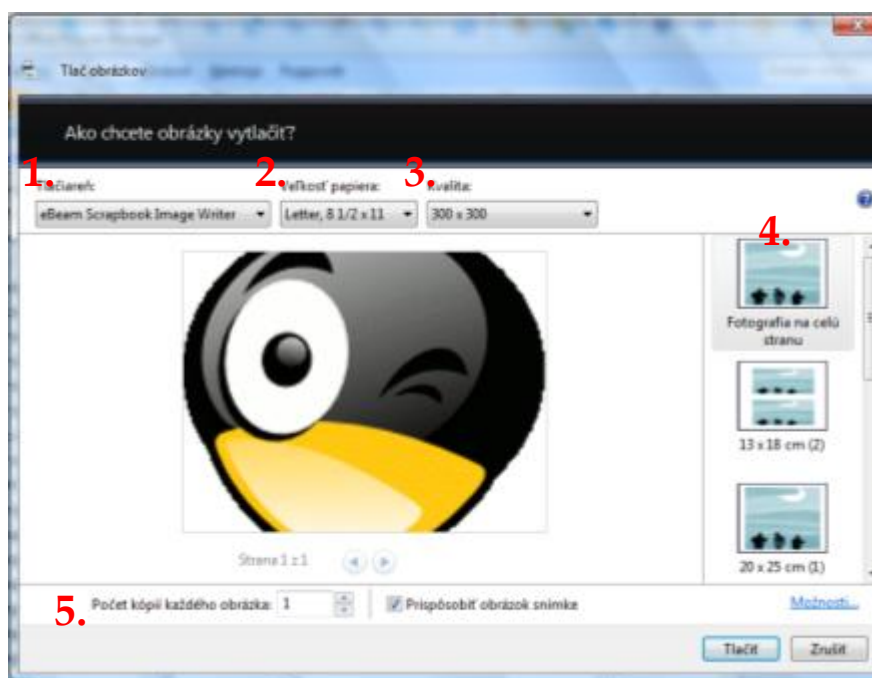 Tlač obrázkov
Ako chcete obrázky vytlačiť?
1. 2. 3.
Tlačiareň: Veľkosť papiera: Kvalita:
eBeam Scrapbook Image Writer Letter, 8 1/2 x 11 300 x 300
4.
Fotografia na celú
stranu
13 x 18 cm (2)
20 x 25 cm (1)
Strana 1 z 1
5. Počet kópií každého obrázka: 1 Prispôsobiť obrázok snímke Možnosti...
Tlačiť Zrušiť